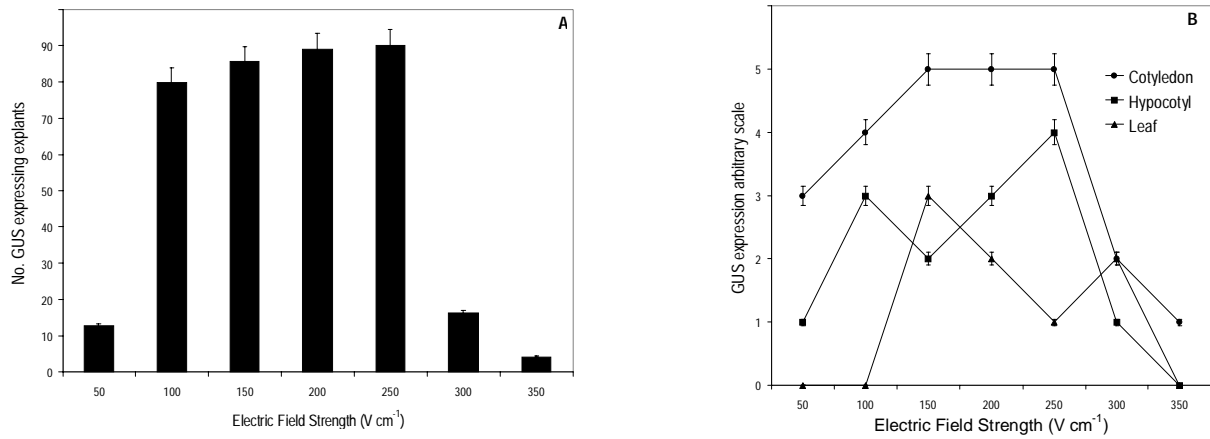 A
No. GUS expressing explants
90
80
70
60
50
40
30
20
10
0
50 100 150 200 250 300 350
Electric Field Strength (V cm⁻¹)
B
GUS expression arbitrary scale
5
4
3
2
1
0
Cotyledon
Hypocotyl
Leaf
50 100 150 200 250 300 350
Electric Field Strength (V cm⁻¹)